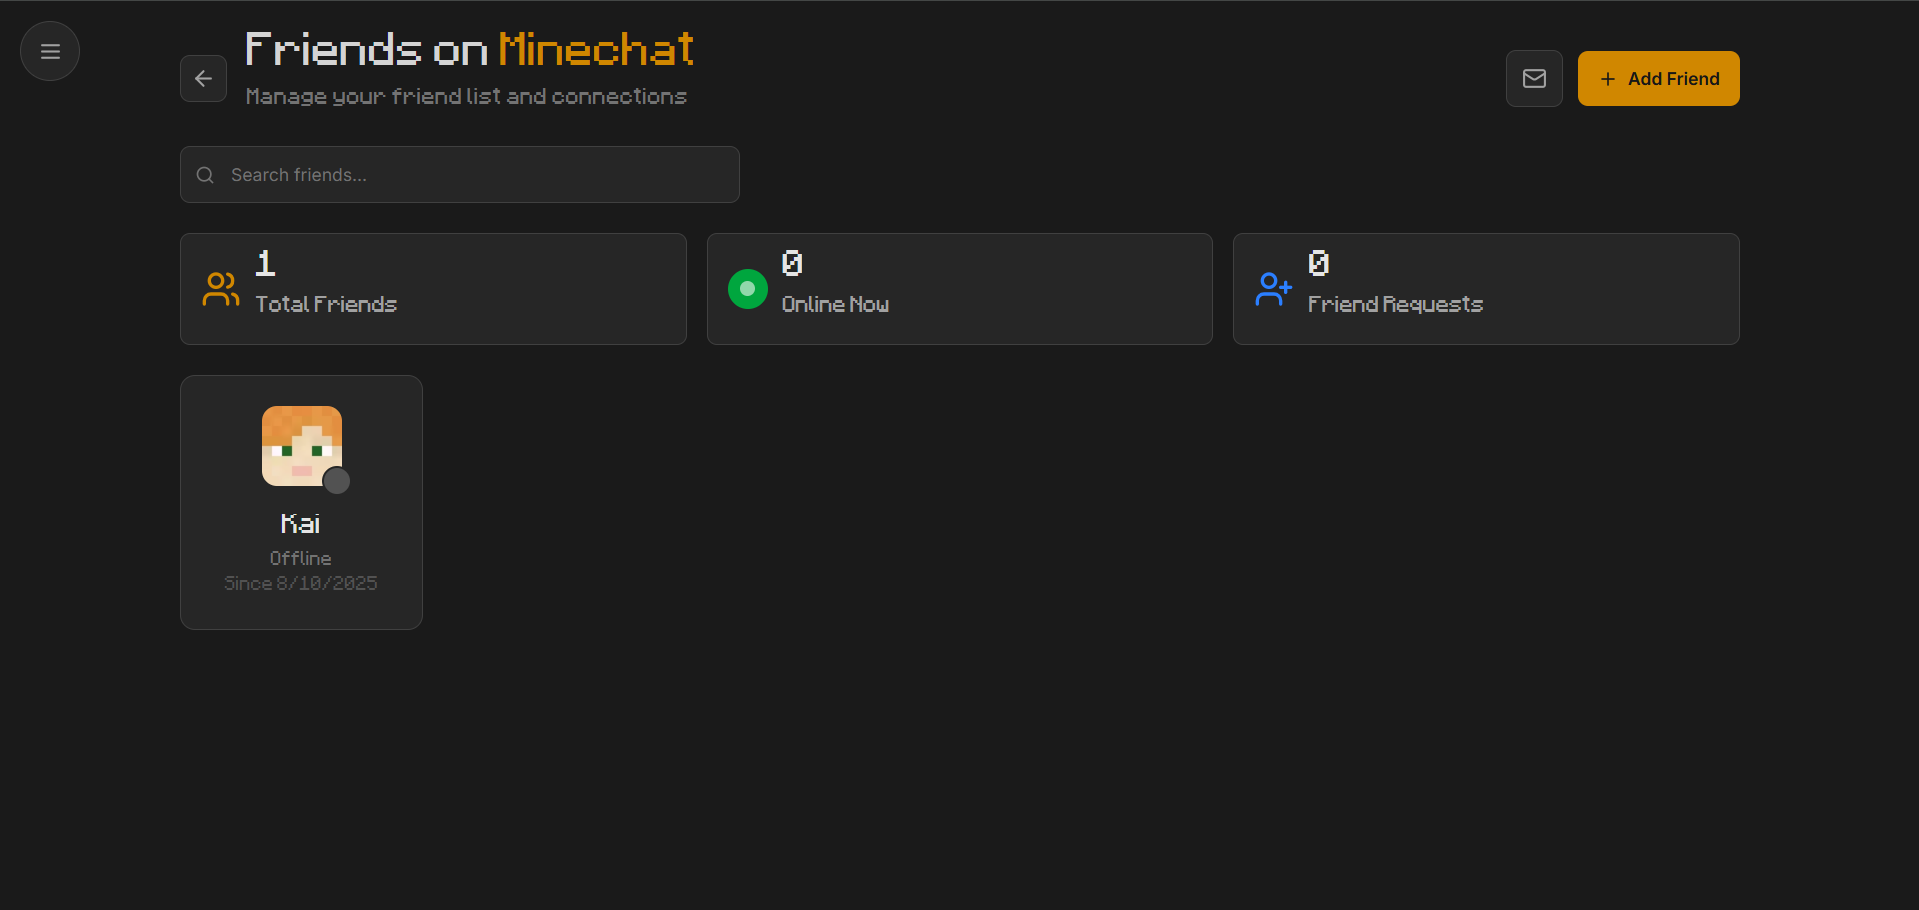 Friends on Minechat
Manage your friend list and connections
Add Friend
Search friends...
1
Total Friends
0
Online Now
0
Friend Requests
Kai
Offline
Since 8/10/2025